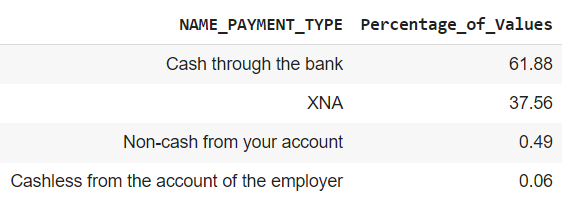 NAME_PAYMENT_TYPE Percentage_of_Values
Cash through the bank 61.88
XNA 37.56
Non-cash from your account 0.49
Cashless from the account of the employer 0.06